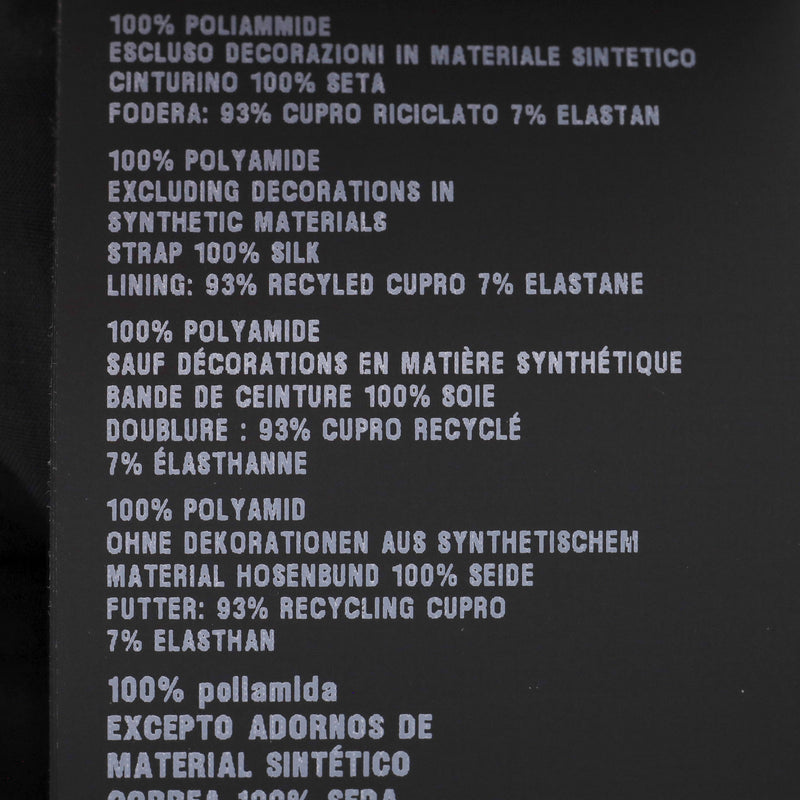 100% POLIAMMIDE
ESCLUSO DECORAZIONI IN MATERIALE SINTETICO
CINTURINO 100% SETA
FODERA: 93% CUPRO RICICLATO 7% ELASTAN
100% POLYAMIDE
EXCLUDING DECORATIONS IN
SYNTHETIC MATERIALS
STRAP 100% SILK
LINING: 93% RECYLED CUPRO 7% ELASTANE
100% POLYAMIDE
SAUF DÉCORATIONS EN MATIÈRE SYNTHÉTIQUE
BANDE DE CEINTURE 100% SOIE
DOUBLURE : 93% CUPRO RECYCLÉ
7% ÉLASTHANNE
100% POLYAMID
OHNE DEKORATIONEN AUS SYNTHETISCHEM
MATERIAL HOSENBUND 100% SEIDE
FUTTER: 93% RECYCLING CUPRO
7% ELASTHAN
100% poliamida
EXCEPTO ADORNOS DE
MATERIAL SINTÉTICO
CORREA 100% SEDA